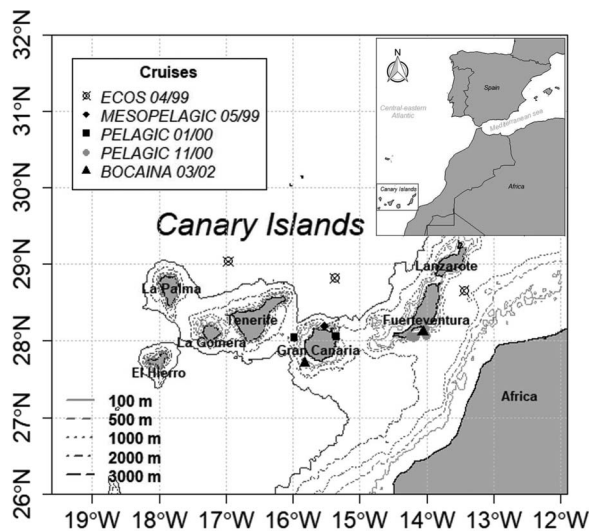 32°N
31°N
30°N
29°N
28°N
27°N
26°N
Cruises
ECOS 04/99
MESOPELAGIC 05/99
PELAGIC 01/00
PELAGIC 11/00
BOCAINA 03/02
N
Spain
Central eastern
Atlantic
Mediterranean sea
Canary Islands
Africa
Canary Islands
Lanzarote
La Palma
Tenerife
Fuerteventura
La Gomera
Gran Canaria
El Hierro
Africa
100 m
500 m
1000 m
2000 m
3000 m
19°W 18°W 17°W 16°W 15°W 14°W 13°W 12°W